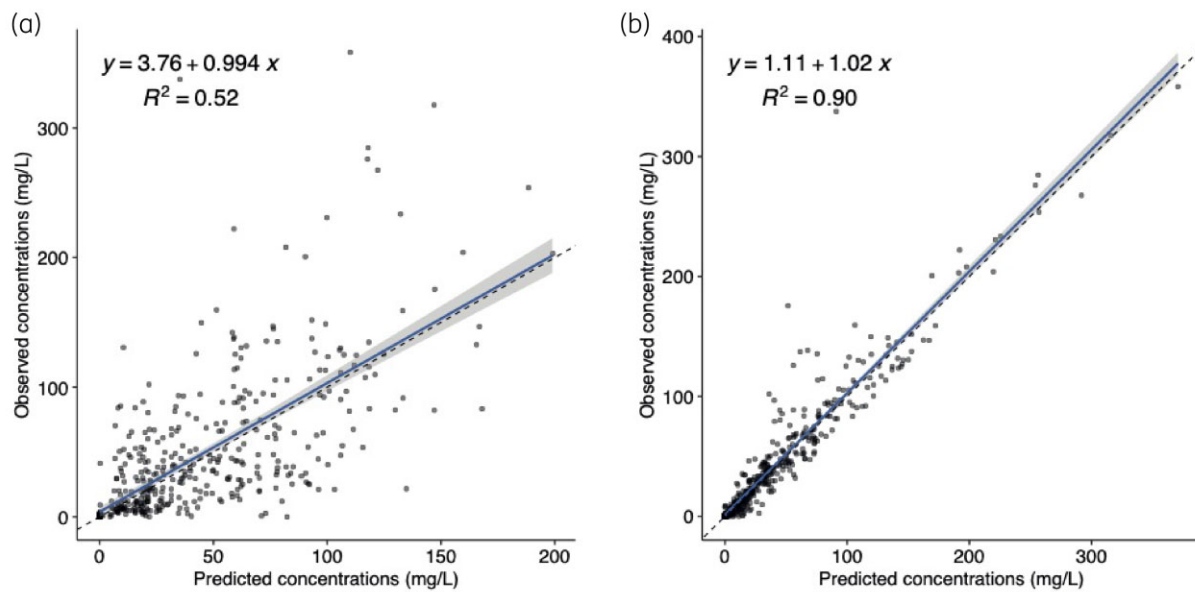 (a)
y = 3.76 + 0.994 x
R² = 0.52
Observed concentrations (mg/L)
300
200
100
0
0 50 100 150 200
Predicted concentrations (mg/L)
(b)
y = 1.11 + 1.02 x
R² = 0.90
Observed concentrations (mg/L)
400
300
200
100
0
0 100 200 300
Predicted concentrations (mg/L)